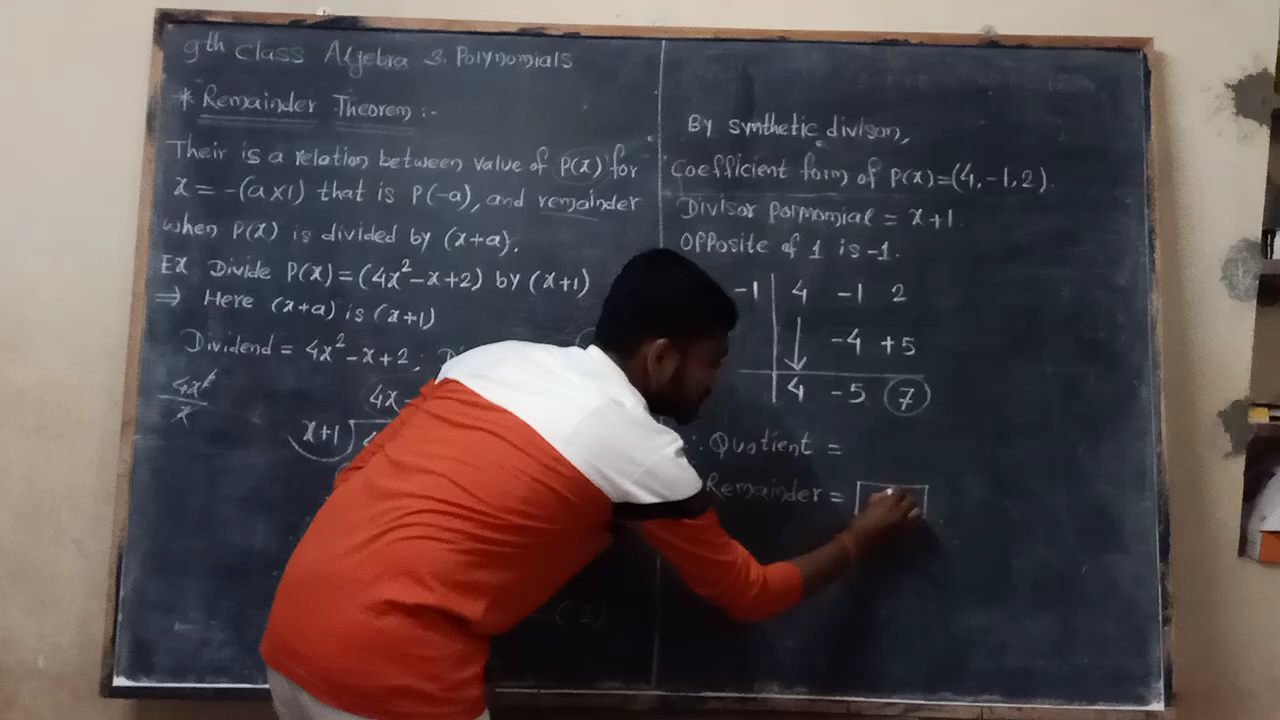 9th Class Algebra 3. Polynomials
* Remainder Theorem :-
Their is a relation between value of P(x) for
x = -(a×1) that is P(-a), and remainder
when P(x) is divided by (x+a).
Ex Divide P(x) = (4x²-x+2) by (x+1)
⇒ Here (x+a) is (x+1)
Dividend = 4x²-x+2 ;
4x²
x
4x-
x+1
By synthetic divison,
Coefficient form of P(x)=(4,-1,2).
Divisor Polmomial = x+1.
Opposite of 1 is -1.
-1 | 4 -1 2
↓ -4 +5
4 -5 7
∴ Quotient =
Remainder =